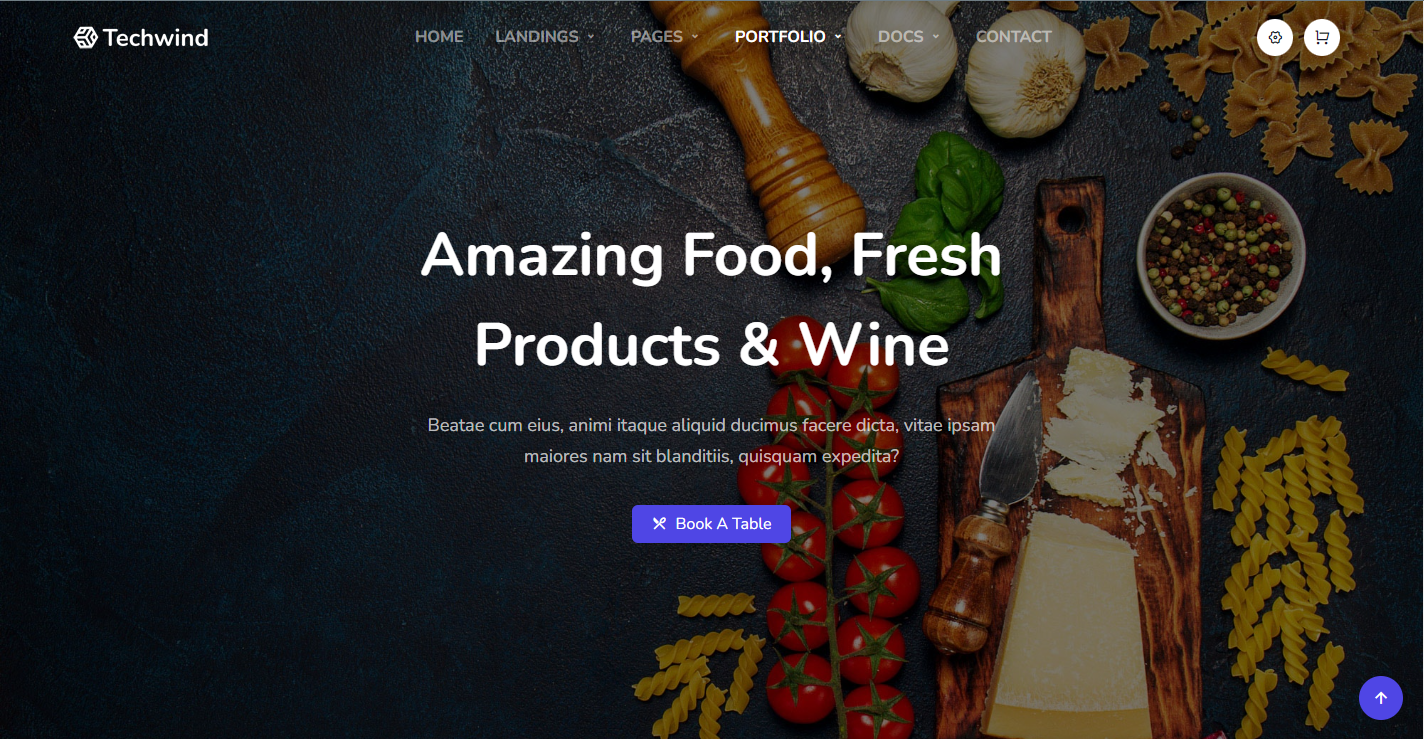 Techwind
HOME LANDINGS PAGES PORTFOLIO DOCS CONTACT
Amazing Food, Fresh
Products & Wine
Beatae cum eius, animi itaque aliquid ducimus facere dicta, vitae ipsam
maiores nam sit blanditiis, quisquam expedita?
Book A Table